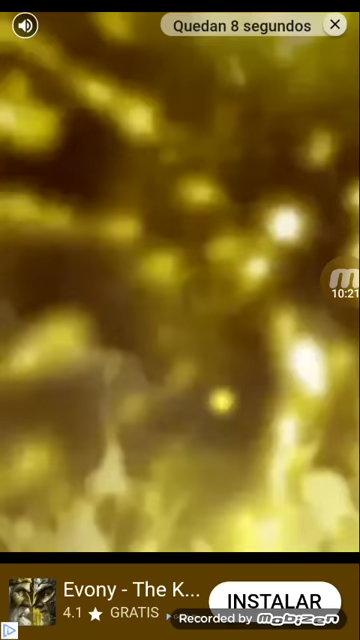 Quedan 8 segundos
10:21
Evony - The K...
4.1 ★ GRATIS
INSTALAR
Recorded by mobizen